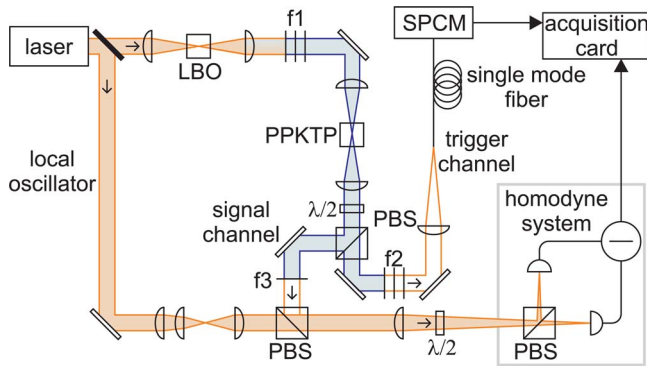 laser
LBO
f1
SPCM
acquisition
card
single mode
fiber
PPKTP
trigger
channel
local
oscillator
λ/2
signal
channel
PBS
homodyne
system
f2
f3
PBS
λ/2
PBS